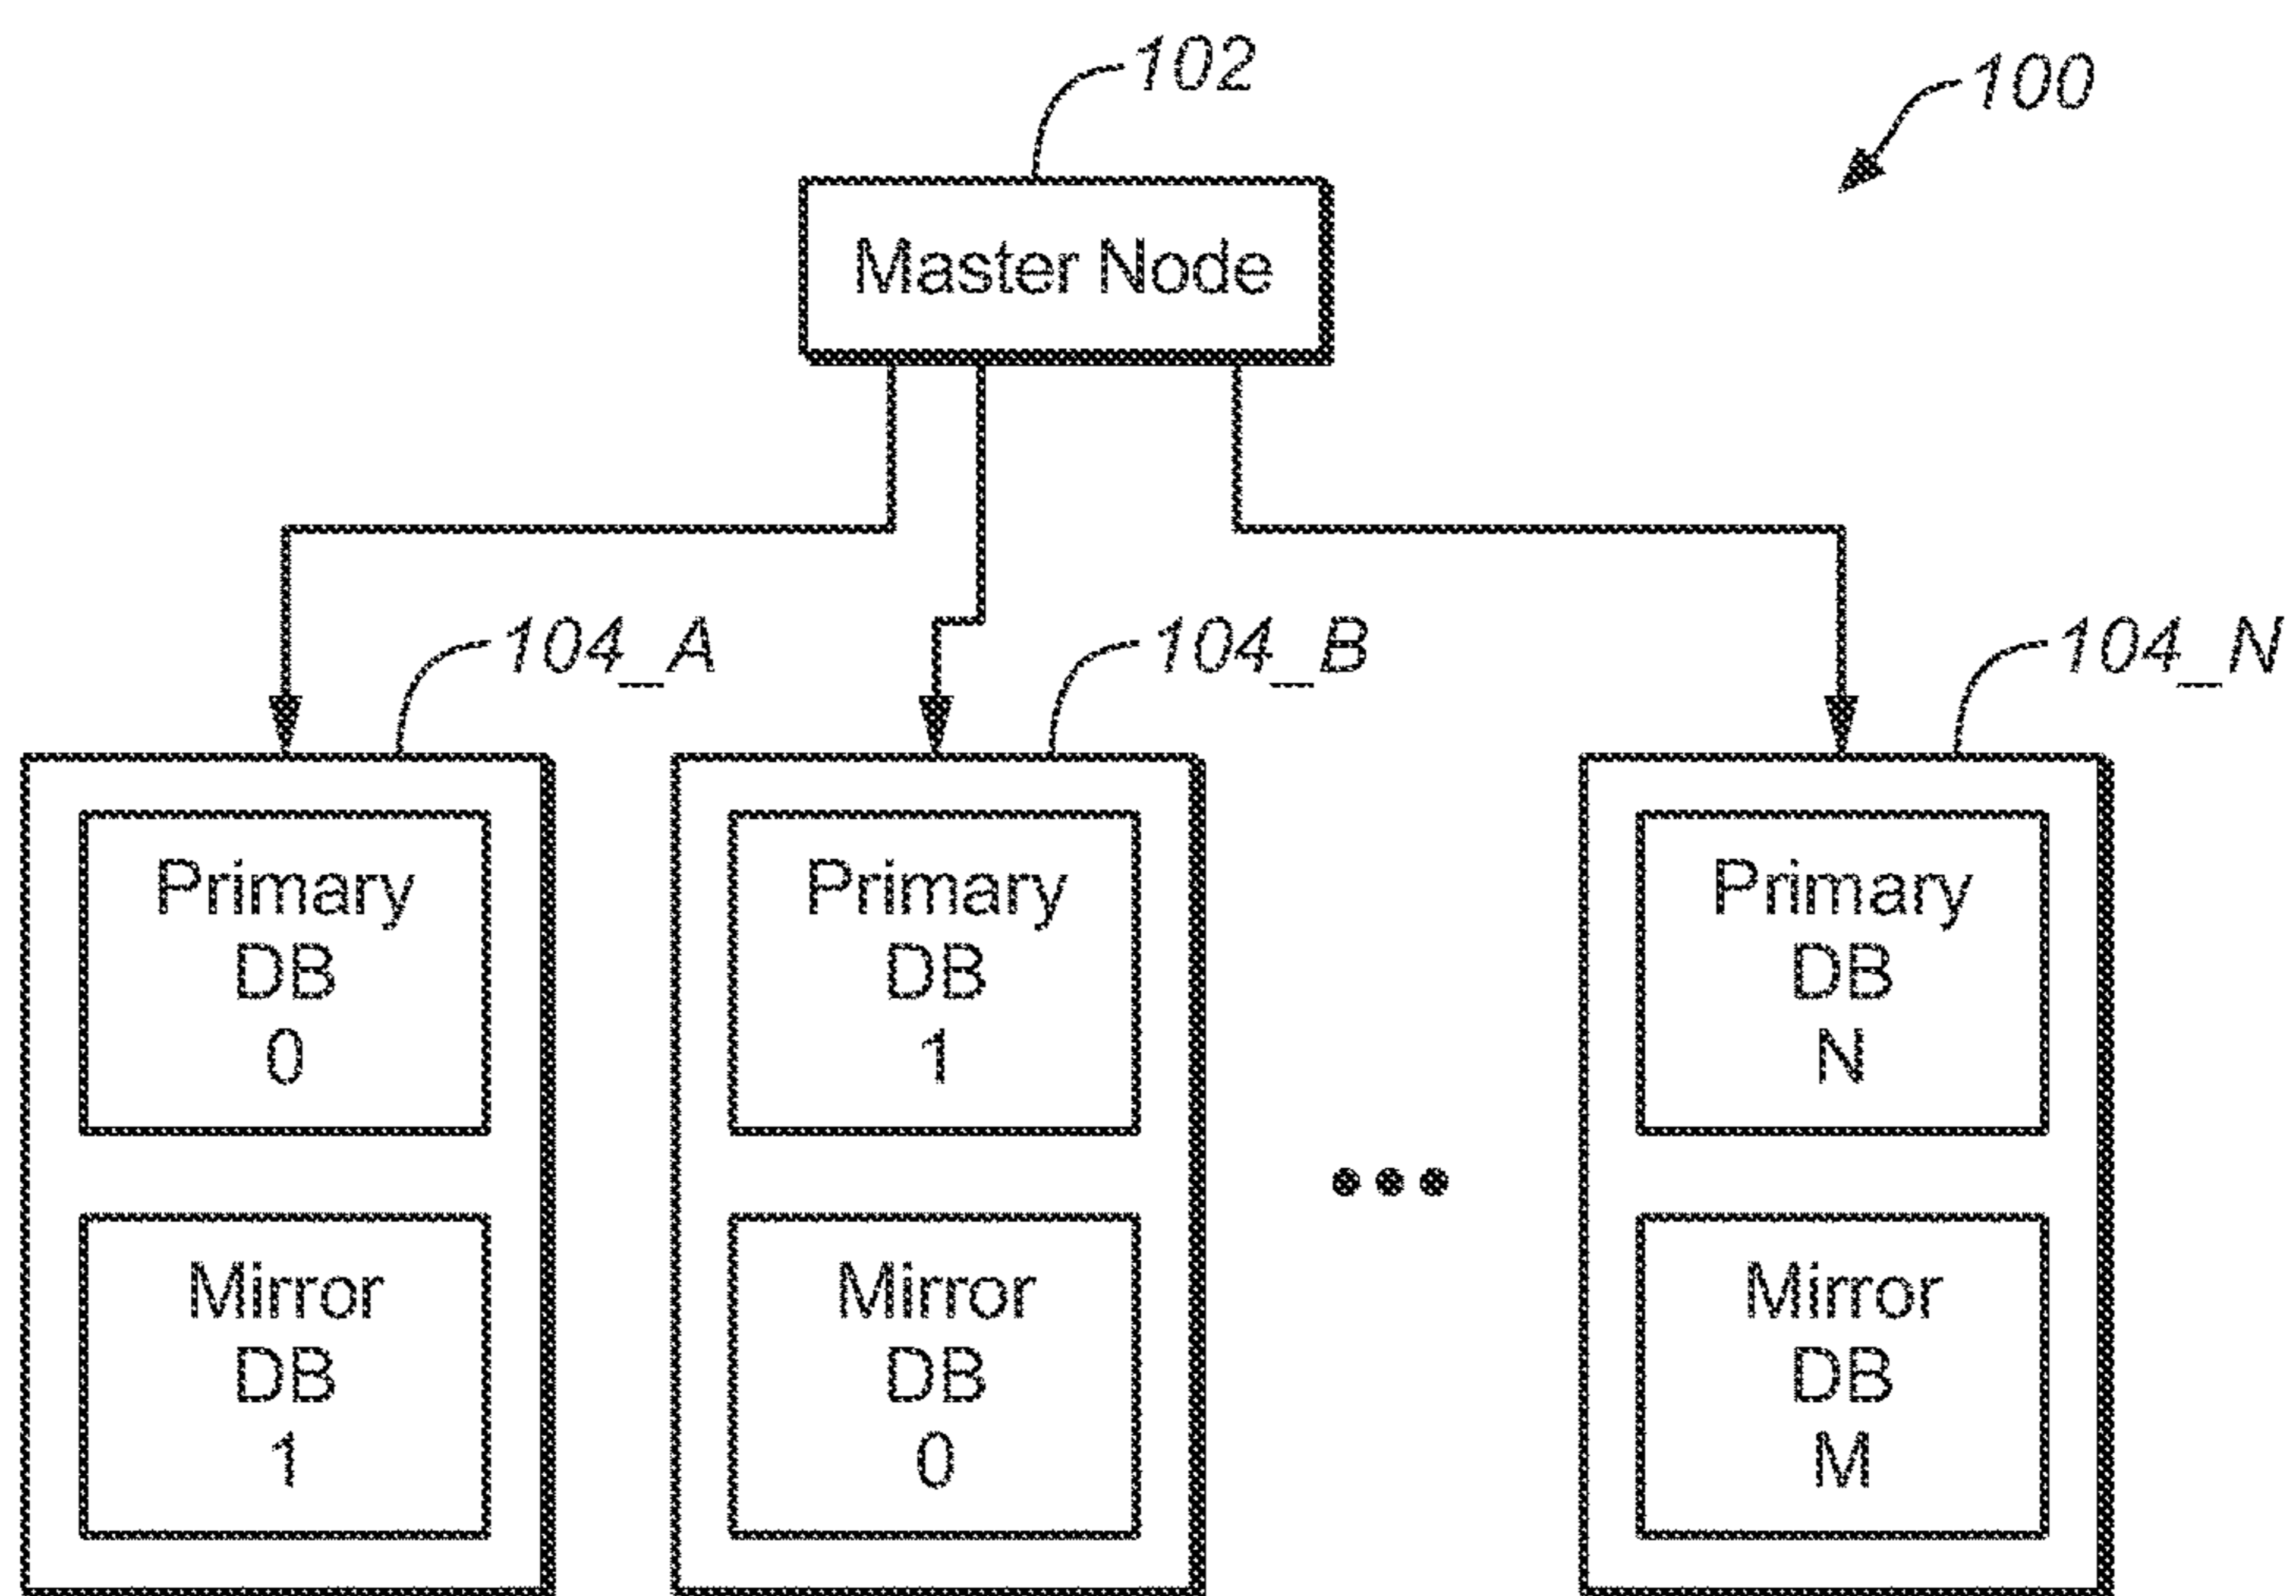 102
100
Master Node
104_A
104_B
104_N
Primary
DB
0
Primary
DB
1
Primary
DB
N
Mirror
DB
1
Mirror
DB
0
Mirror
DB
M